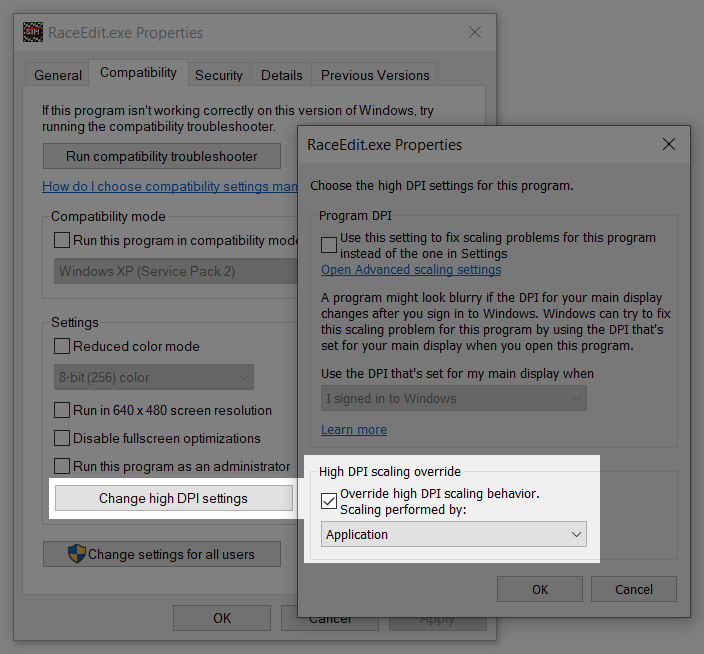 RaceEdit.exe Properties
General
Compatibility
Security
Details
Previous Versions
If this program isn't working correctly on this version of Windows, try
running the compatibility troubleshooter.
Run compatibility troubleshooter
How do I choose compatibility settings man
Compatibility mode
Run this program in compatibility mode
Windows XP (Service Pack 2)
Settings
Reduced color mode
8-bit (256) color
Run in 640 x 480 screen resolution
Disable fullscreen optimizations
Run this program as an administrator
Change high DPI settings
Change settings for all users
OK
Cancel
Apply
RaceEdit.exe Properties
Choose the high DPI settings for this program.
Program DPI
Use this setting to fix scaling problems for this program
instead of the one in Settings
Open Advanced scaling settings
A program might look blurry if the DPI for your main display
changes after you sign in to Windows. Windows can try to fix
this scaling problem for this program by using the DPI that's
set for your main display when you open this program.
Use the DPI that's set for my main display when
I signed in to Windows
Learn more
High DPI scaling override
Override high DPI scaling behavior.
Scaling performed by:
Application
OK
Cancel